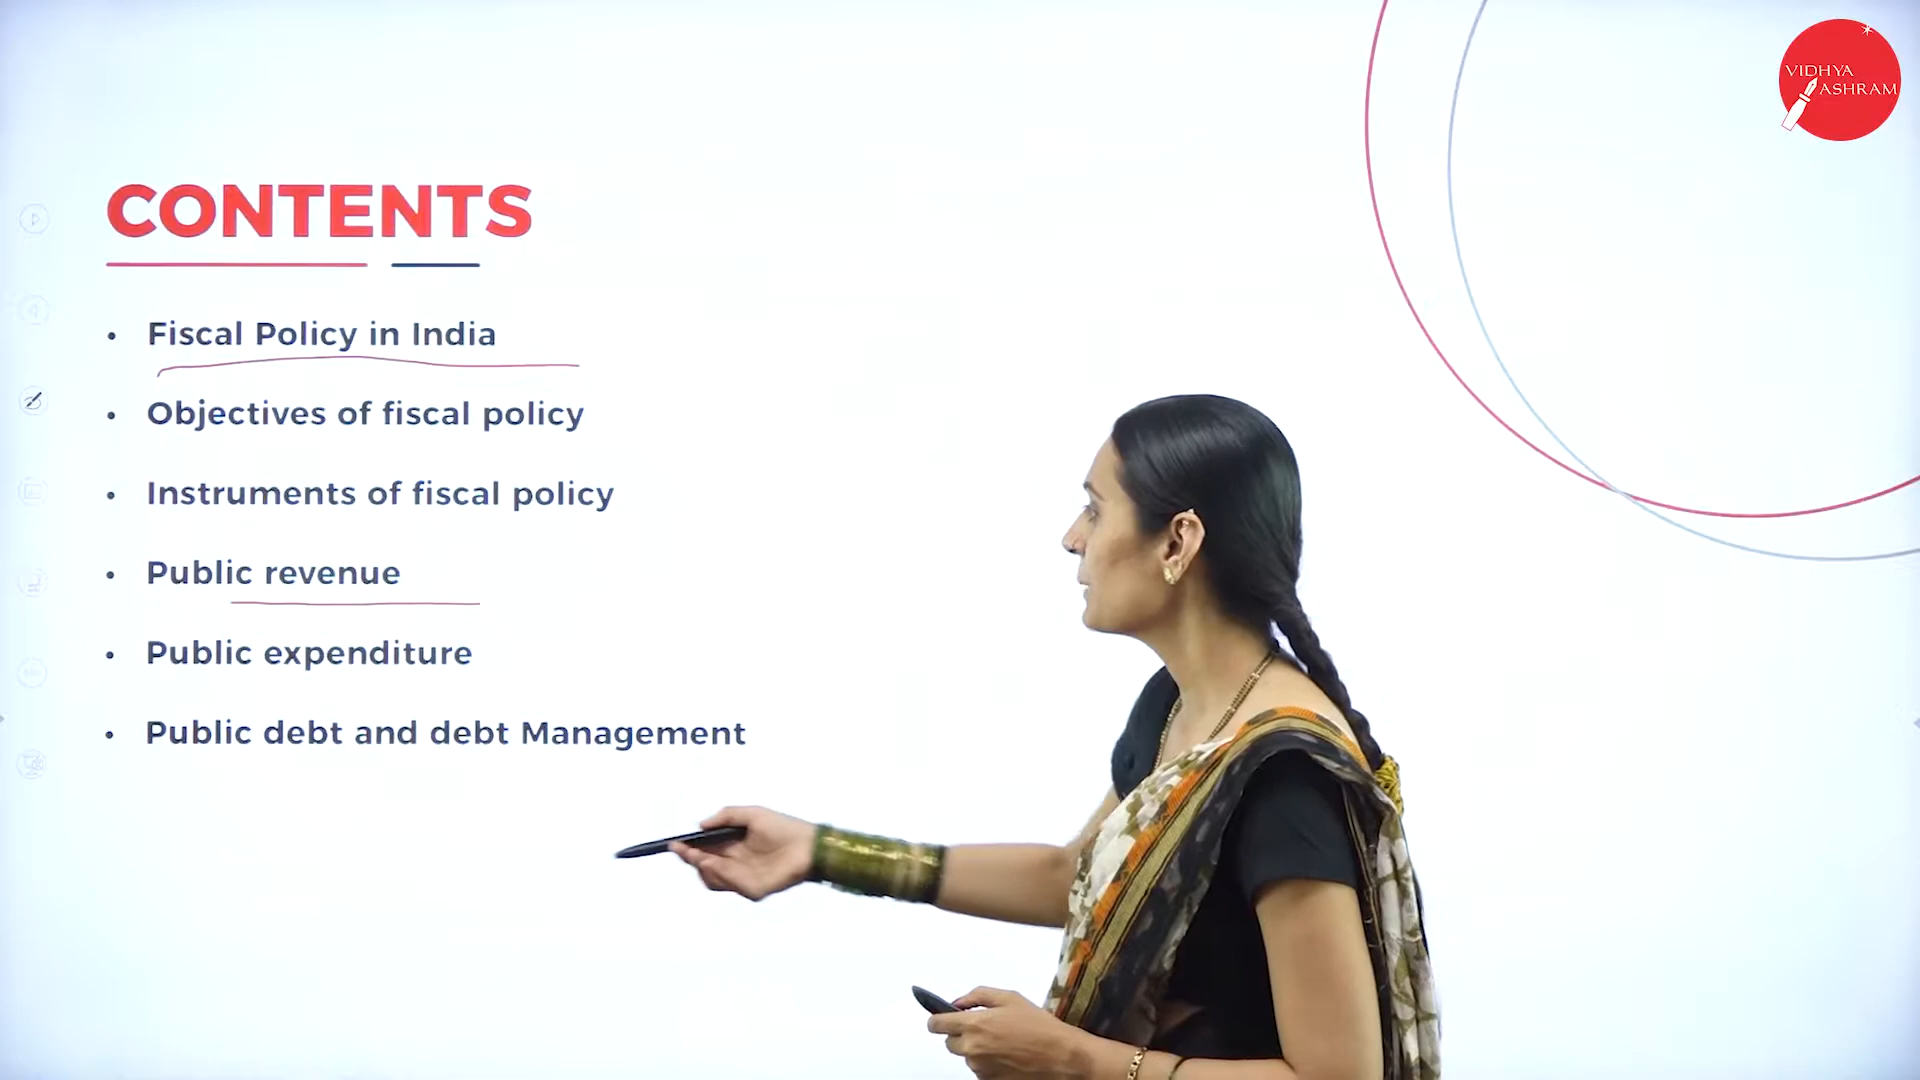 VIDHYA
ASHRAM
CONTENTS
• Fiscal Policy in India
• Objectives of fiscal policy
• Instruments of fiscal policy
• Public revenue
• Public expenditure
• Public debt and debt Management